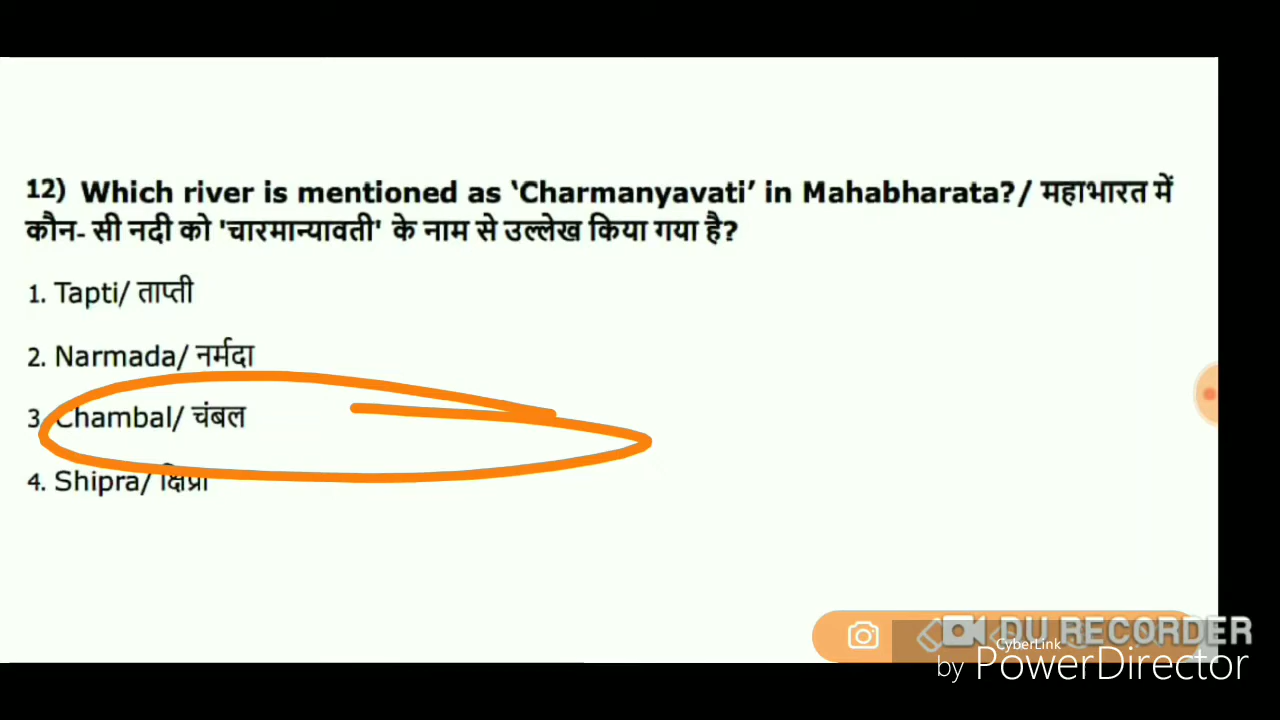 12) Which river is mentioned as ‘Charmanyavati’ in Mahabharata?/ महाभारत में
कौन- सी नदी को 'चारमान्यावती' के नाम से उल्लेख किया गया है?
1. Tapti/ ताप्ती
2. Narmada/ नर्मदा
3. Chambal/ चंबल
4. Shipra/ क्षिप्रा
DU RECORDER
CyberLink
by PowerDirector